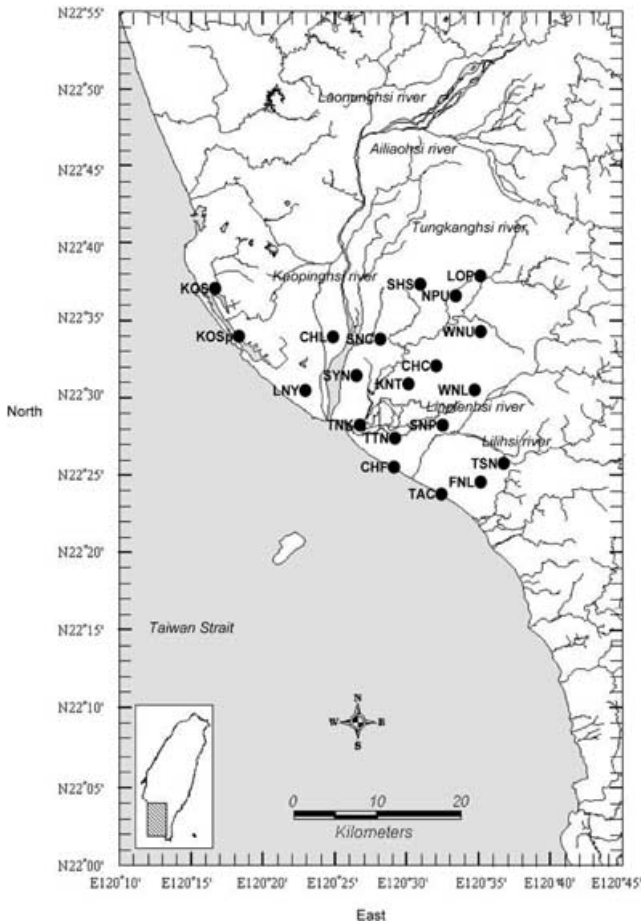 N22°55'
N22°50'
Laonunghsi river
Ailiaohsi river
N22°45'
Tungkanghsi river
N22°40'
Kaopinghsi river
LOP
SHS
KOS
NPU
N22°35'
WNU
KOSp
CHL
SNC
CHC
SYN
KNT
N22°30'
LNY
WNL
North
Linpienhsi river
TNK
SNP
TTN
Lilihsi river
N22°25'
CHF
TSN
FNL
TAC
N22°20'
N22°15'
Taiwan Strait
N22°10'
N
W
S
N22°05'
0 10 20
Kilometers
N22°00'
E120°10' E120°20' E120°25' E120°30' E120°35' E120°40' E120°45'
East